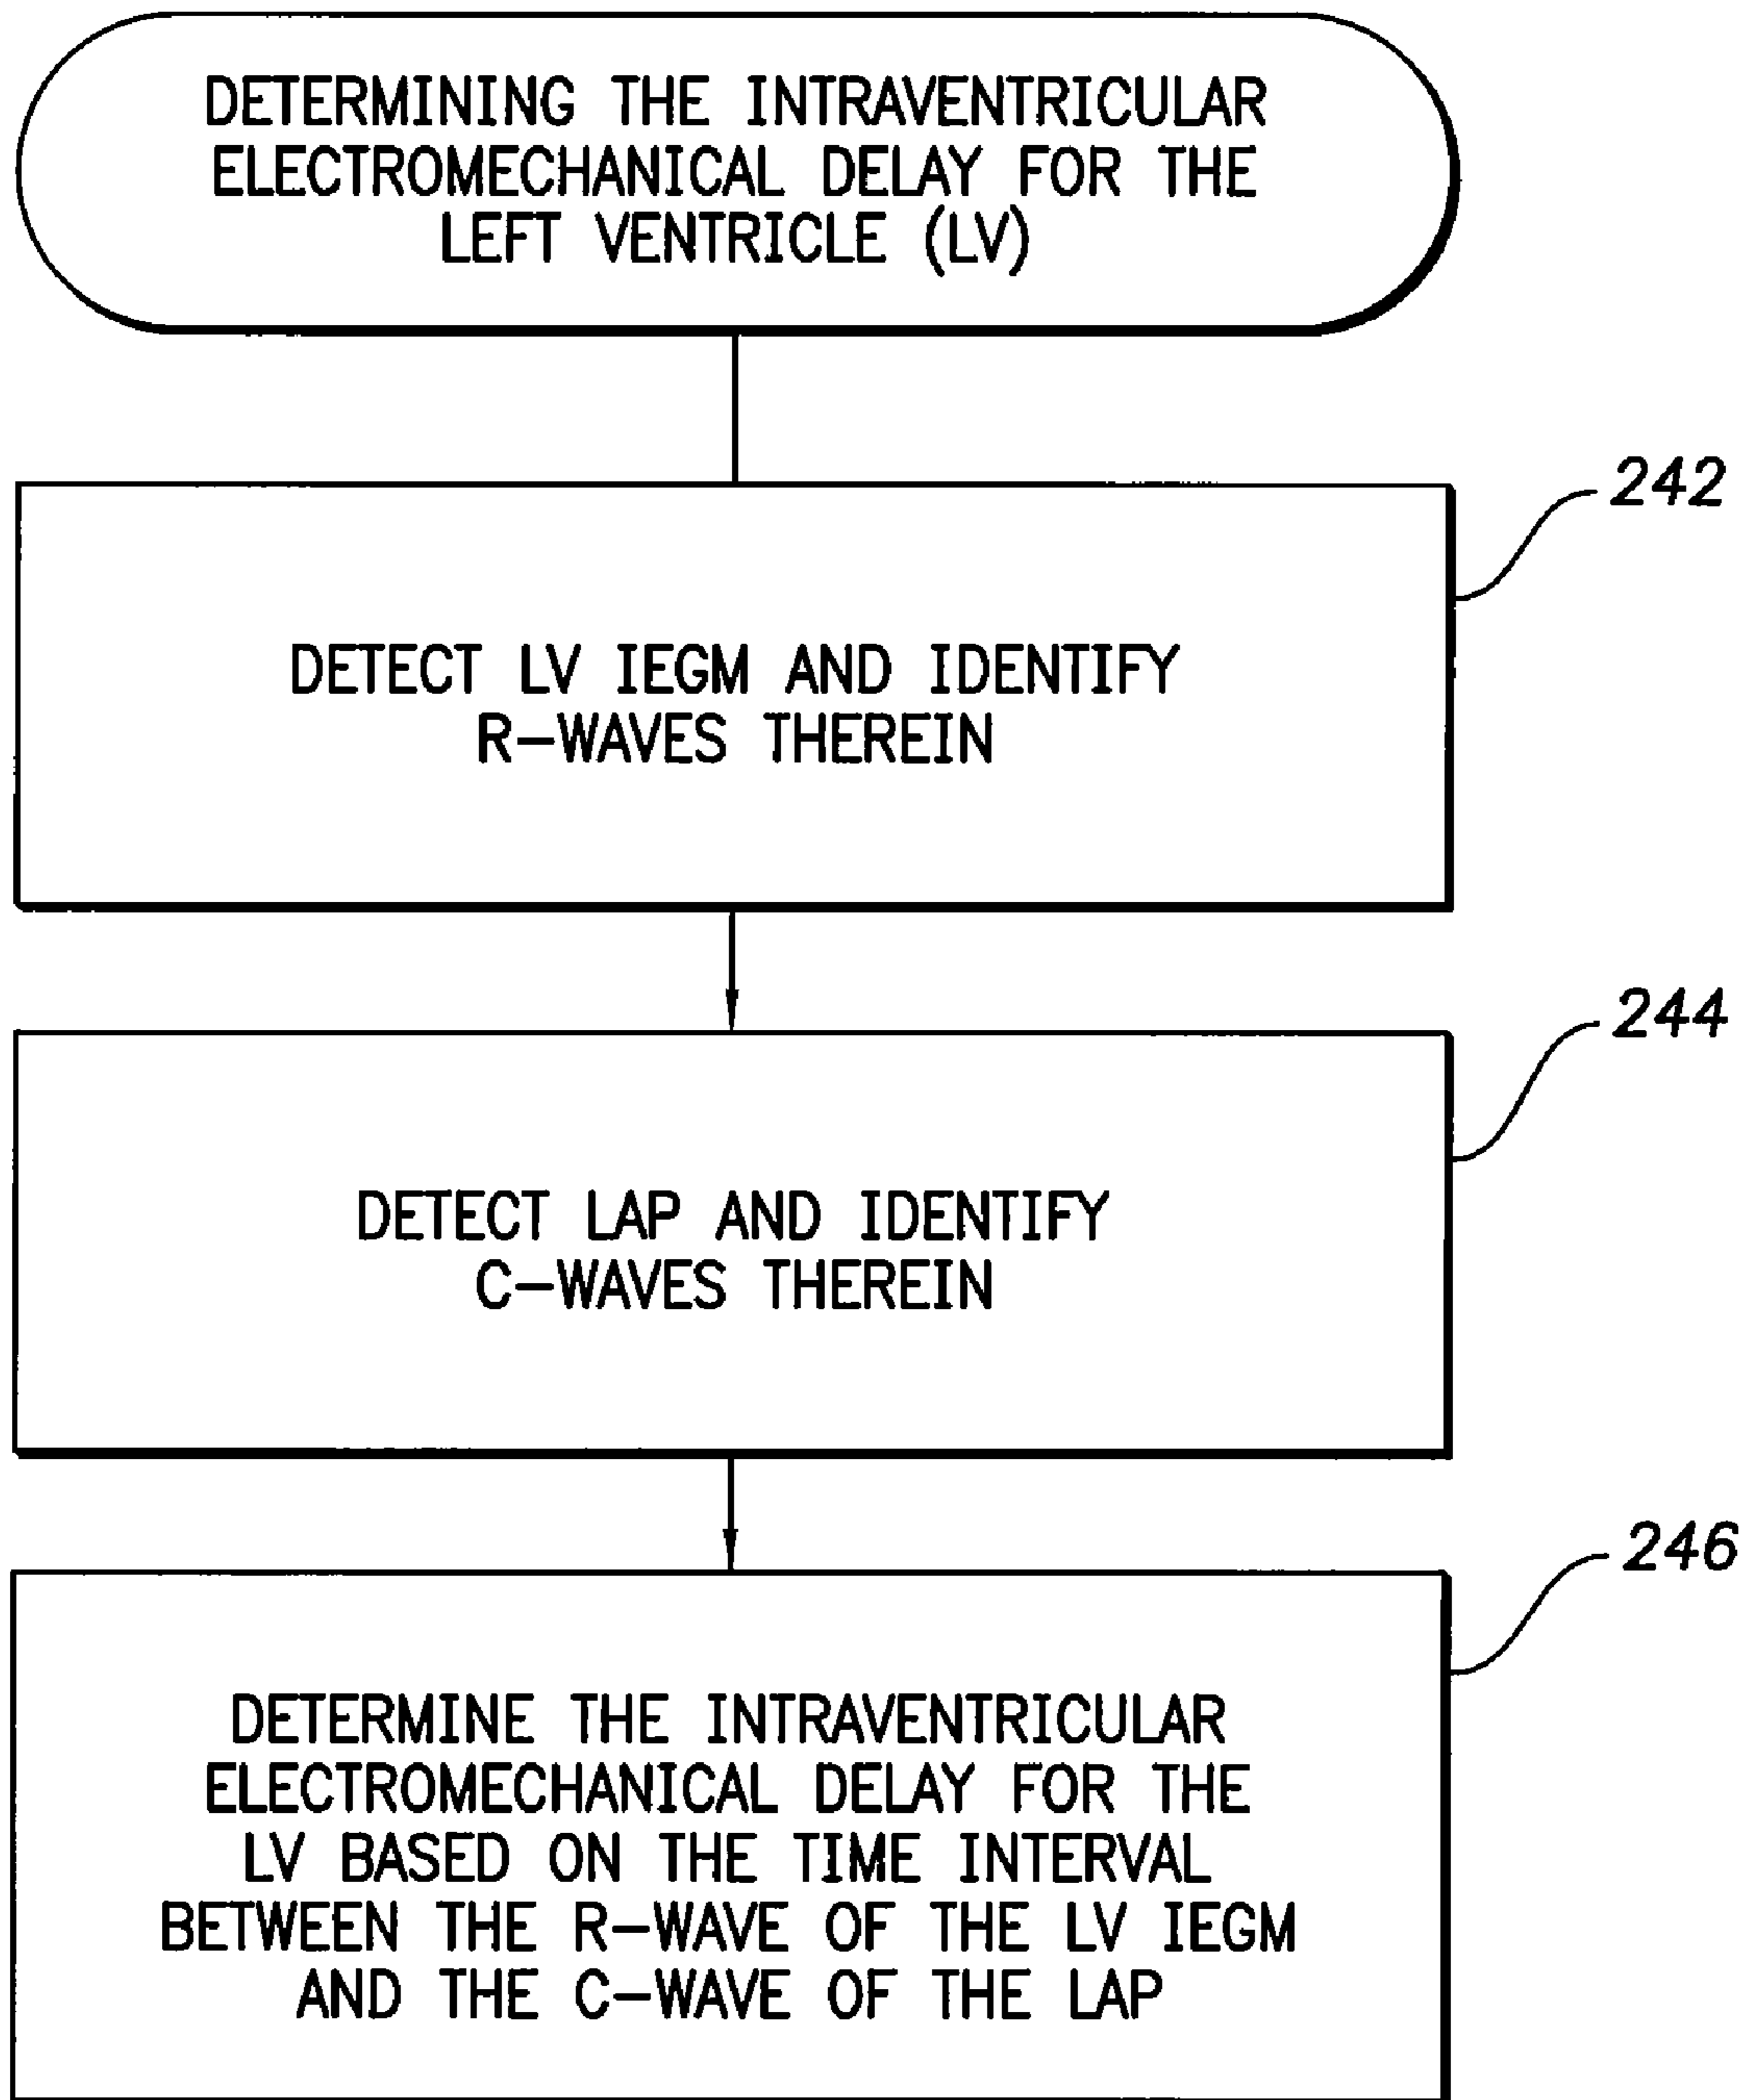 DETERMINING THE INTRAVENTRICULAR
ELECTROMECHANICAL DELAY FOR THE
LEFT VENTRICLE (LV)
242
DETECT LV IEGM AND IDENTIFY
R-WAVES THEREIN
244
DETECT LAP AND IDENTIFY
C-WAVES THEREIN
246
DETERMINE THE INTRAVENTRICULAR
ELECTROMECHANICAL DELAY FOR THE
LV BASED ON THE TIME INTERVAL
BETWEEN THE R-WAVE OF THE LV IEGM
AND THE C-WAVE OF THE LAP